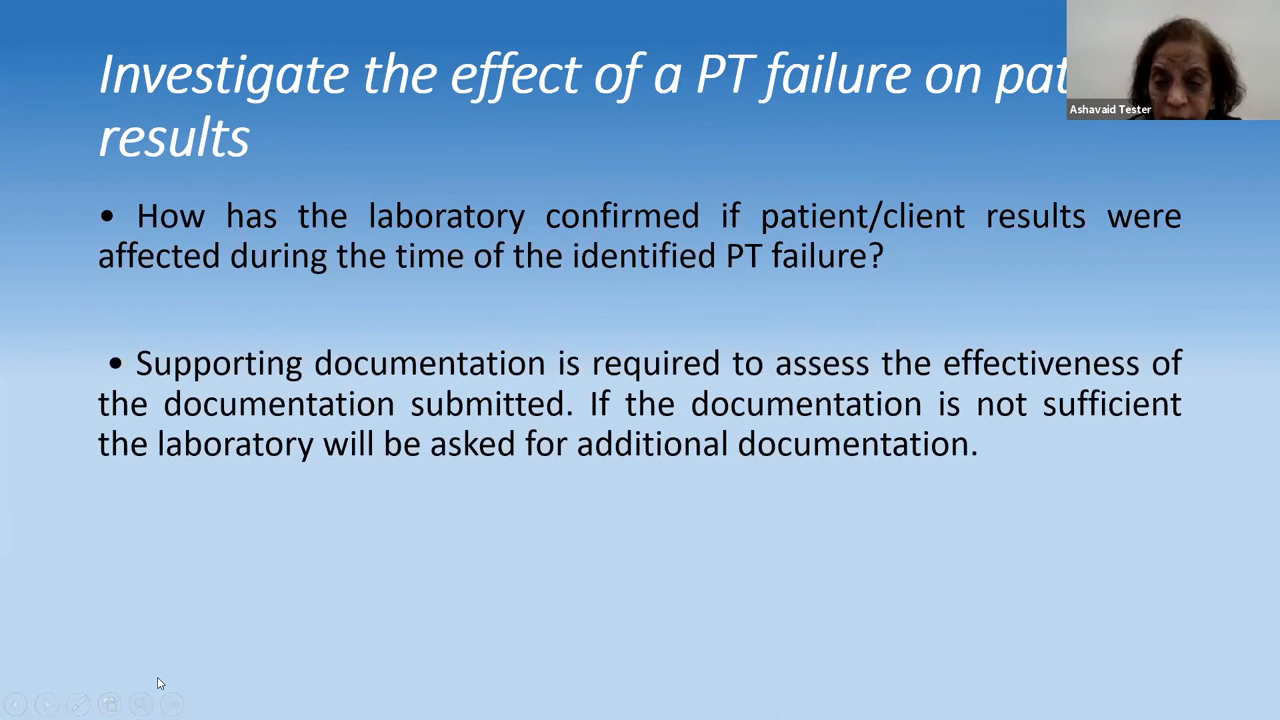 Investigate the effect of a PT failure on
results
Ashavaid Tester
• How has the laboratory confirmed if patient/client results were
affected during the time of the identified PT failure?
• Supporting documentation is required to assess the effectiveness of
the documentation submitted. If the documentation is not sufficient
the laboratory will be asked for additional documentation.